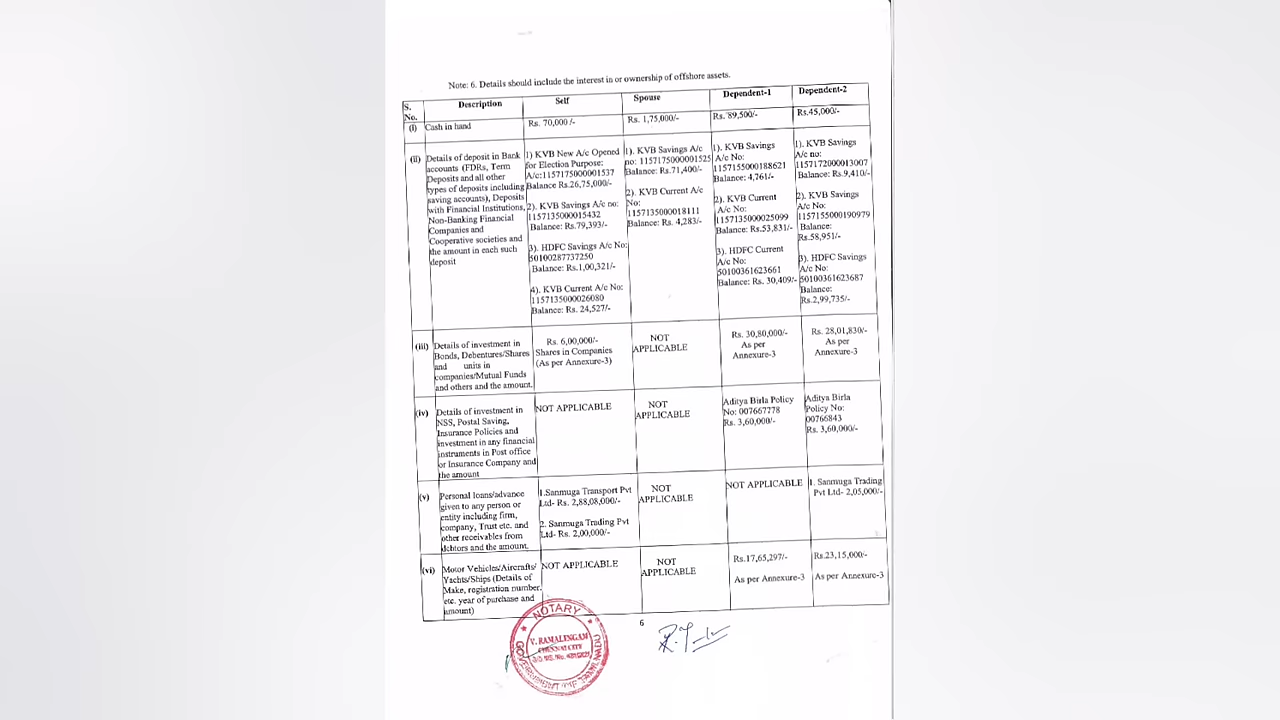 Note: 6. Details should include the interest in or ownership of offshore assets.
S. No.
Description
Self
Spouse
Dependent-1
Dependent-2
(i)
Cash in hand
Rs. 70,000/-
Rs. 1,75,000/-
Rs. 89,500/-
Rs.45,000/-
(ii)
Details of deposit in Bank
accounts (FDRs, Term
Deposits and all other
types of deposits including
saving accounts), Deposits
with Financial Institutions,
Non-Banking Financial
Companies and
Cooperative societies and
the amount in each such
deposit
1) KVB New A/c Opened
for Election Purpose:
A/c:1157175000001537
Balance Rs.26,75,000/-
2). KVB Savings A/c no:
1157135000015432
Balance: Rs.79,393/-
3). HDFC Savings A/c No:
50100287737250
Balance: Rs.1,00,321/-
4). KVB Current A/c No:
1157135000026080
Balance: Rs. 24,527/-
1). KVB Savings A/c
no: 1157175000001525
Balance: Rs.71,400/-
2). KVB Current A/c
No:
1157135000018111
Balance: Rs. 4,283/-
1). KVB Savings
A/c No:
1157155000188621
Balance: 4,761/-
2). KVB Current
A/c No:
1157135000025099
Balance: Rs.53,831/-
3). HDFC Current
A/c No:
50100361623661
Balance: Rs. 30,409/-
1). KVB Savings
A/c no:
1157172000013007
Balance: Rs.9,410/-
2). KVB Savings
A/c No:
1157155000190979
Balance:
Rs.58,951/-
3). HDFC Savings
A/c No:
50100361623687
Balance:
Rs.2,99,735/-
(iii)
Details of investment in
Bonds, Debentures/Shares
and units in
companies/Mutual Funds
and others and the amount.
Rs. 6,00,000/-
Shares in Companies
(As per Annexure-3)
NOT
APPLICABLE
Rs. 30,80,000/-
As per
Annexure-3
Rs. 28,01,830/-
As per
Annexure-3
(iv)
Details of investment in
NSS, Postal Saving,
Insurance Policies and
investment in any financial
instruments in Post office
or Insurance Company and
the amount
NOT APPLICABLE
NOT
APPLICABLE
Aditya Birla Policy
No: 007667778
Rs. 3,60,000/-
Aditya Birla
Policy No:
00766843
Rs. 3,60,000/-
(v)
Personal loans/advance
given to any person or
entity including firm,
company, Trust etc. and
other receivables from
debtors and the amount.
1.Sanmuga Transport Pvt
Ltd- Rs. 2,88,08,000/-
2. Sanmuga Trading Pvt
Ltd- Rs. 2,00,000/-
NOT
APPLICABLE
NOT APPLICABLE
1. Sanmuga Trading
Pvt Ltd- 2,05,000/-
(vi)
Motor Vehicles/Aircrafts/
Yachts/Ships (Details of
Make, registration number.
etc. year of purchase and
amount)
NOT APPLICABLE
NOT
APPLICABLE
Rs.17,65,297/-
As per Annexure-3
Rs.23,15,000/-
As per Annexure-3
6
NOTARY
V. RAMALINGAM
CHENNAI CITY
GOVERNMENT OF TAMIL NADU